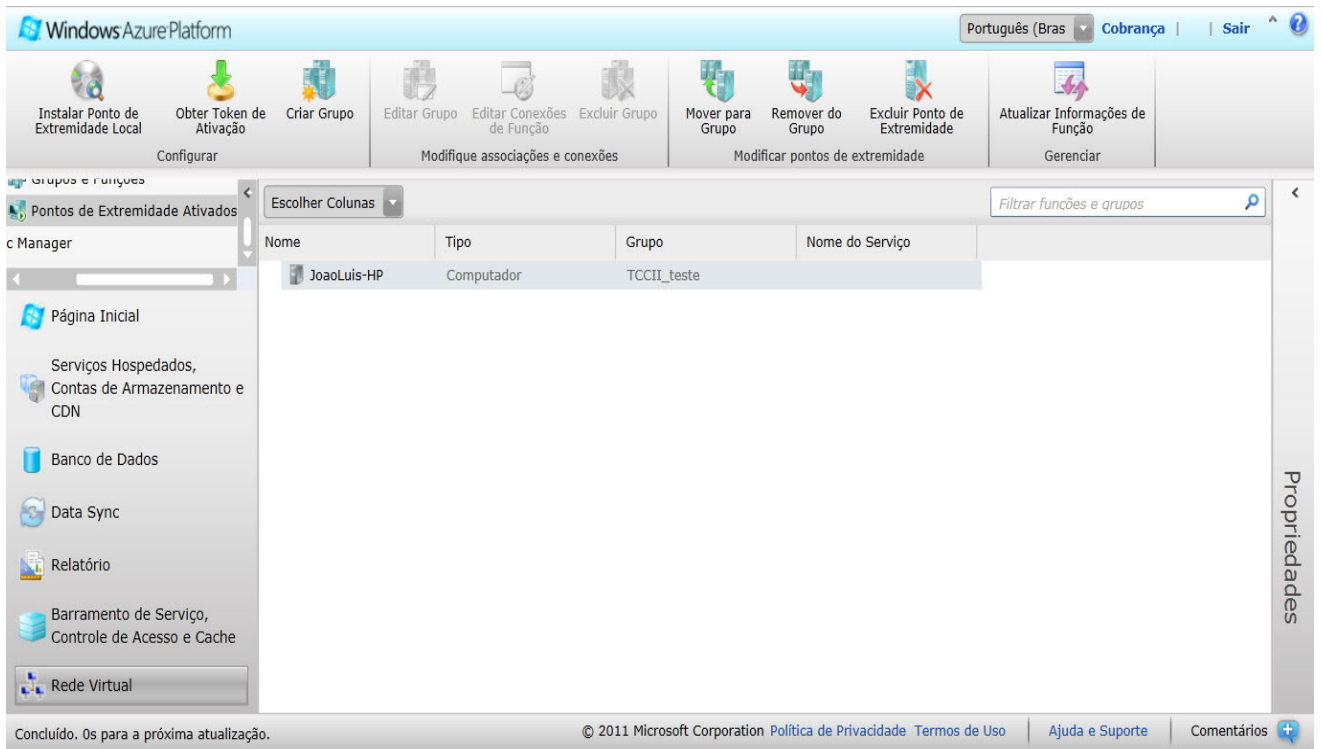 Windows Azure Platform
Português (Bras
Cobrança | | Sair
Instalar Ponto de
Extremidade Local
Obter Token de
Ativação
Criar Grupo
Configurar
Editar Grupo
Editar Conexões
de Função
Excluir Grupo
Modifique associações e conexões
Mover para
Grupo
Remover do
Grupo
Excluir Ponto de
Extremidade
Modificar pontos de extremidade
Atualizar Informações de
Função
Gerenciar
Grupos e Funções
Pontos de Extremidade Ativados
c Manager
Página Inicial
Serviços Hospedados,
Contas de Armazenamento e
CDN
Banco de Dados
Data Sync
Relatório
Barramento de Serviço,
Controle de Acesso e Cache
Rede Virtual
Escolher Colunas
Filtrar funções e grupos
Nome Tipo Grupo Nome do Serviço
JoaoLuis-HP Computador TCCII_teste
Propriedades
Concluído. 0s para a próxima atualização.
© 2011 Microsoft Corporation Política de Privacidade Termos de Uso
Ajuda e Suporte
Comentários